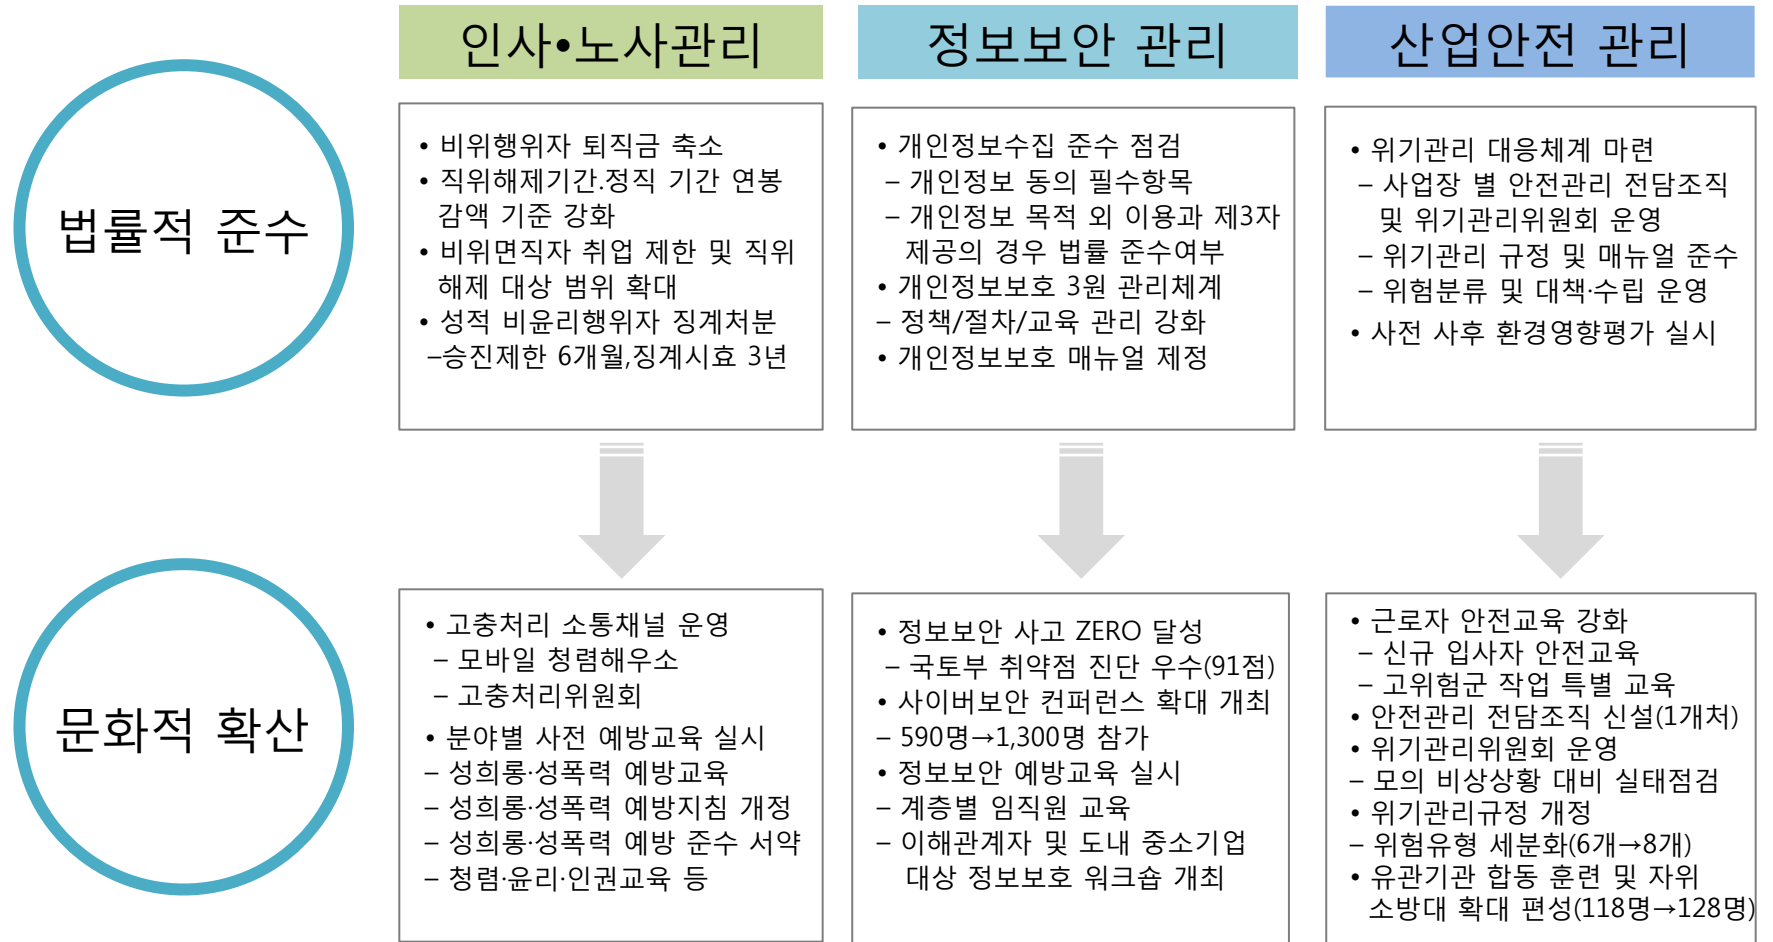 인사•노사관리
정보보안 관리
산업안전 관리
법률적 준수
• 비위행위자 퇴직금 축소
• 직위해제기간.정직 기간 연봉
감액 기준 강화
• 비위면직자 취업 제한 및 직위
해제 대상 범위 확대
• 성적 비윤리행위자 징계처분
–승진제한 6개월,징계시효 3년
• 개인정보수집 준수 점검
– 개인정보 동의 필수항목
– 개인정보 목적 외 이용과 제3자
제공의 경우 법률 준수여부
• 개인정보보호 3원 관리체계
– 정책/절차/교육 관리 강화
• 개인정보보호 매뉴얼 제정
• 위기관리 대응체계 마련
– 사업장 별 안전관리 전담조직
및 위기관리위원회 운영
– 위기관리 규정 및 매뉴얼 준수
– 위험분류 및 대책·수립 운영
• 사전 사후 환경영향평가 실시
문화적 확산
• 고충처리 소통채널 운영
– 모바일 청렴해우소
– 고충처리위원회
• 분야별 사전 예방교육 실시
– 성희롱·성폭력 예방교육
– 성희롱·성폭력 예방지침 개정
– 성희롱·성폭력 예방 준수 서약
– 청렴·윤리·인권교육 등
• 정보보안 사고 ZERO 달성
– 국토부 취약점 진단 우수(91점)
• 사이버보안 컨퍼런스 확대 개최
– 590명→1,300명 참가
• 정보보안 예방교육 실시
– 계층별 임직원 교육
– 이해관계자 및 도내 중소기업
대상 정보보호 워크숍 개최
• 근로자 안전교육 강화
– 신규 입사자 안전교육
– 고위험군 작업 특별 교육
• 안전관리 전담조직 신설(1개처)
• 위기관리위원회 운영
– 모의 비상상황 대비 실태점검
• 위기관리규정 개정
– 위험유형 세분화(6개→8개)
• 유관기관 합동 훈련 및 자위
소방대 확대 편성(118명→128명)